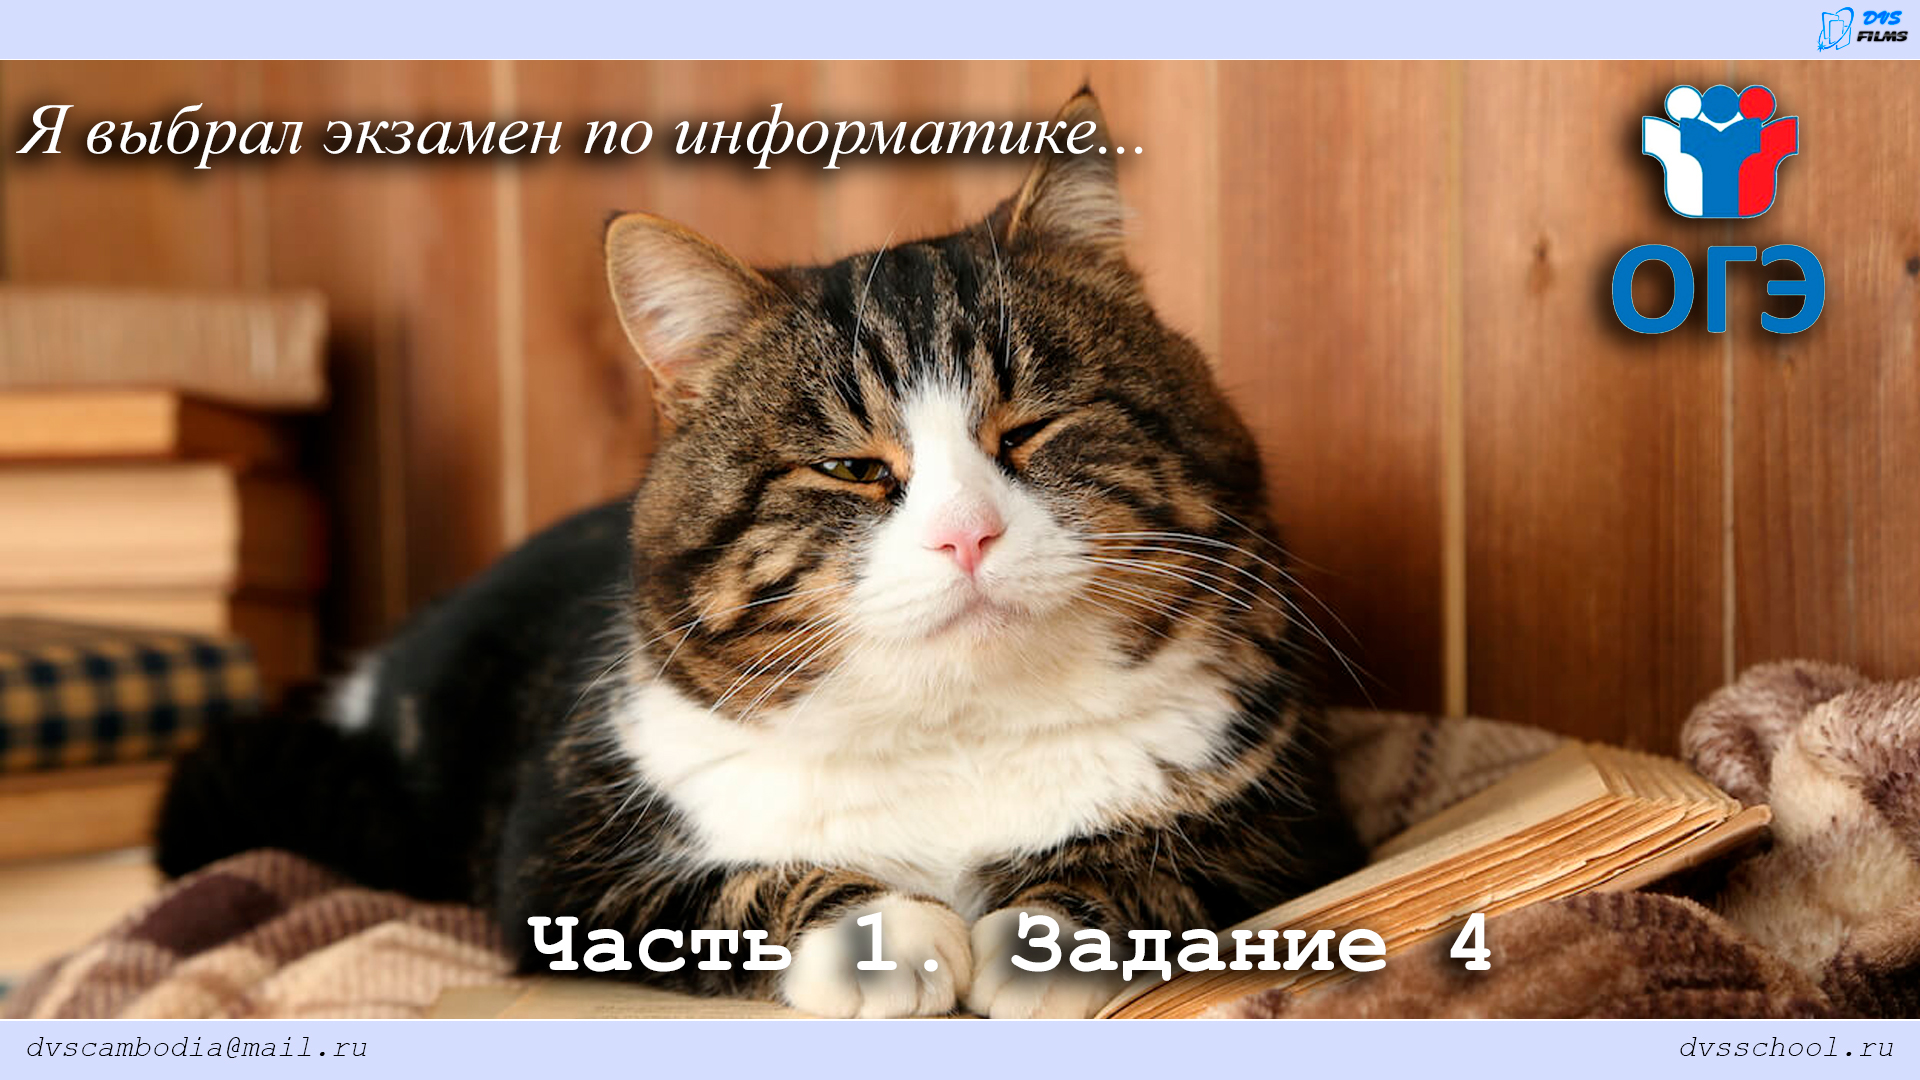 DVS
FILMS
Я выбрал экзамен по информатике...
ОГЭ
Часть 1. Задание 4
dvscambodia@mail.ru
dvsschool.ru